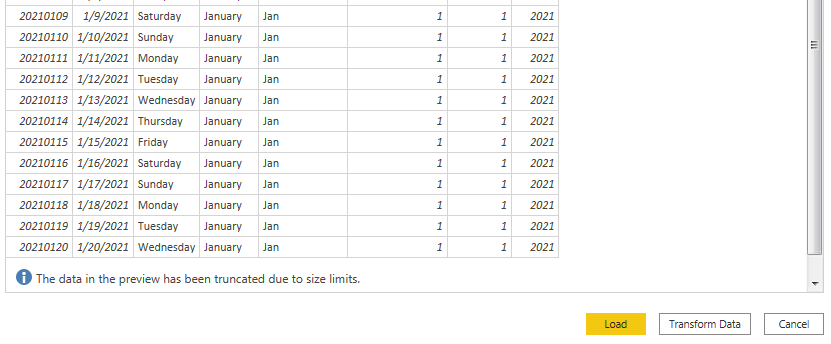 20210109 1/9/2021 Saturday January Jan 1 1 2021
20210110 1/10/2021 Sunday January Jan 1 1 2021
20210111 1/11/2021 Monday January Jan 1 1 2021
20210112 1/12/2021 Tuesday January Jan 1 1 2021
20210113 1/13/2021 Wednesday January Jan 1 1 2021
20210114 1/14/2021 Thursday January Jan 1 1 2021
20210115 1/15/2021 Friday January Jan 1 1 2021
20210116 1/16/2021 Saturday January Jan 1 1 2021
20210117 1/17/2021 Sunday January Jan 1 1 2021
20210118 1/18/2021 Monday January Jan 1 1 2021
20210119 1/19/2021 Tuesday January Jan 1 1 2021
20210120 1/20/2021 Wednesday January Jan 1 1 2021
The data in the preview has been truncated due to size limits.
Load Transform Data Cancel